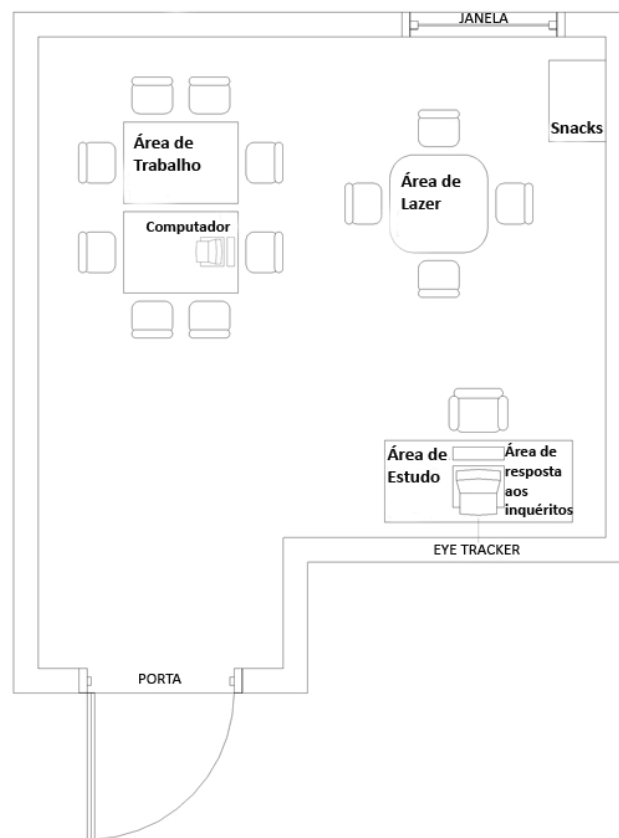 JANELA
Snacks
Área de
Trabalho
Computador
Área de
Lazer
Área de
Estudo
Área de
resposta
aos
inquéritos
EYE TRACKER
PORTA